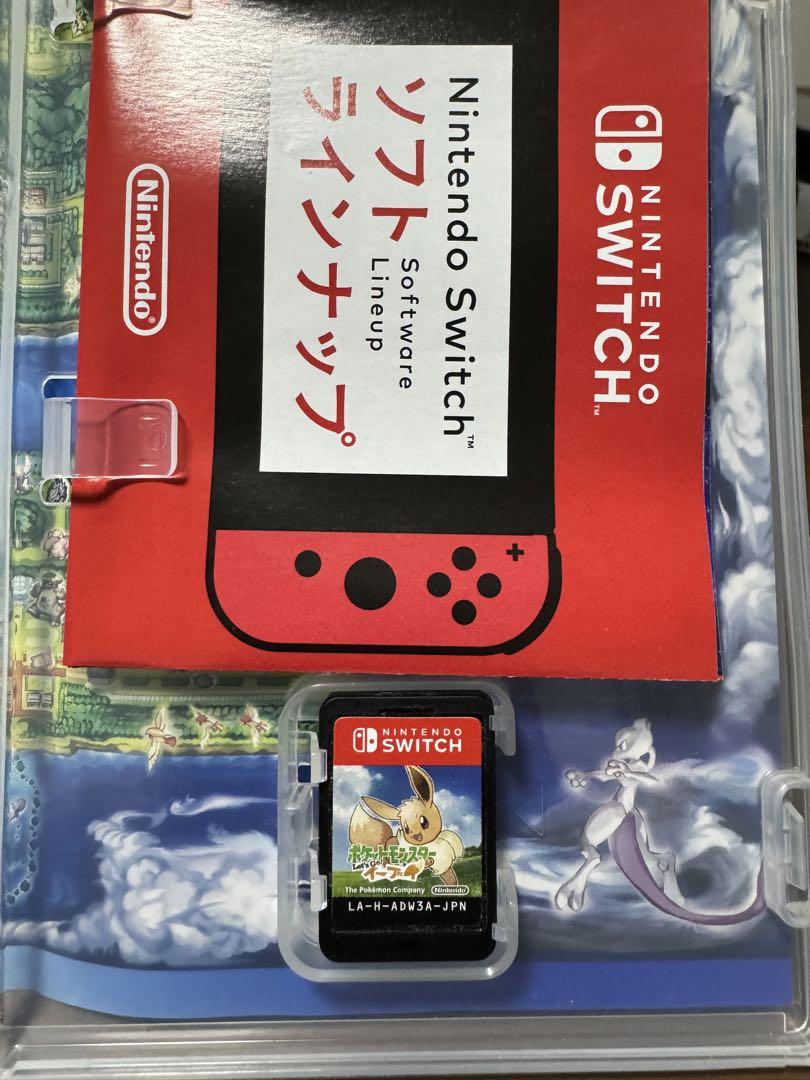 NINTENDO
SWITCH™
Nintendo Switch™
ソフト
Software
Lineup
ラインナップ
Nintendo®
NINTENDO
SWITCH
ポケットモンスター
Let's Go!
イーブイ
The Pokémon Company
Nintendo
LA-H-ADW3A-JPN